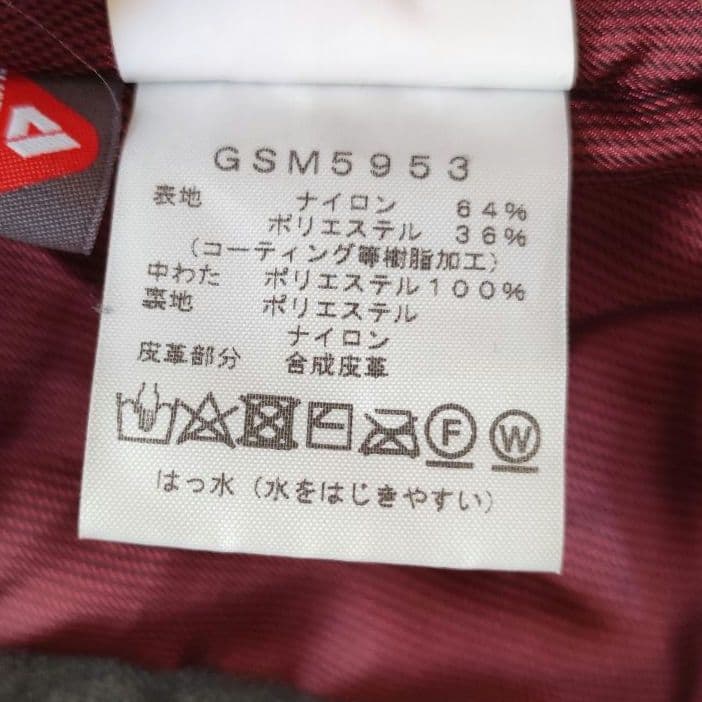 GSM5953
表地 ナイロン 64%
ポリエステル 36%
(コーティング等樹脂加工)
中わた ポリエステル100%
裏地 ポリエステル
ナイロン
皮革部分 合成皮革
F W
はっ水(水をはじきやすい)